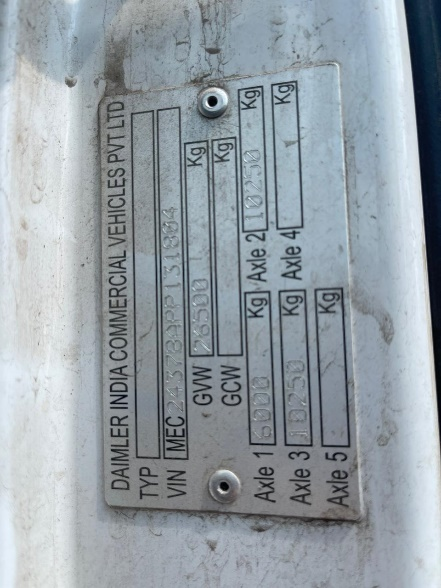 DAIMLER INDIA COMMERCIAL VEHICLES PVT LTD
TYP
VIN MEC
GVW 26500 Kg
GCW Kg
Axle 1 6000 Kg Axle 2 10250 Kg
Axle 3 10250 Kg Axle 4 Kg
Axle 5 Kg